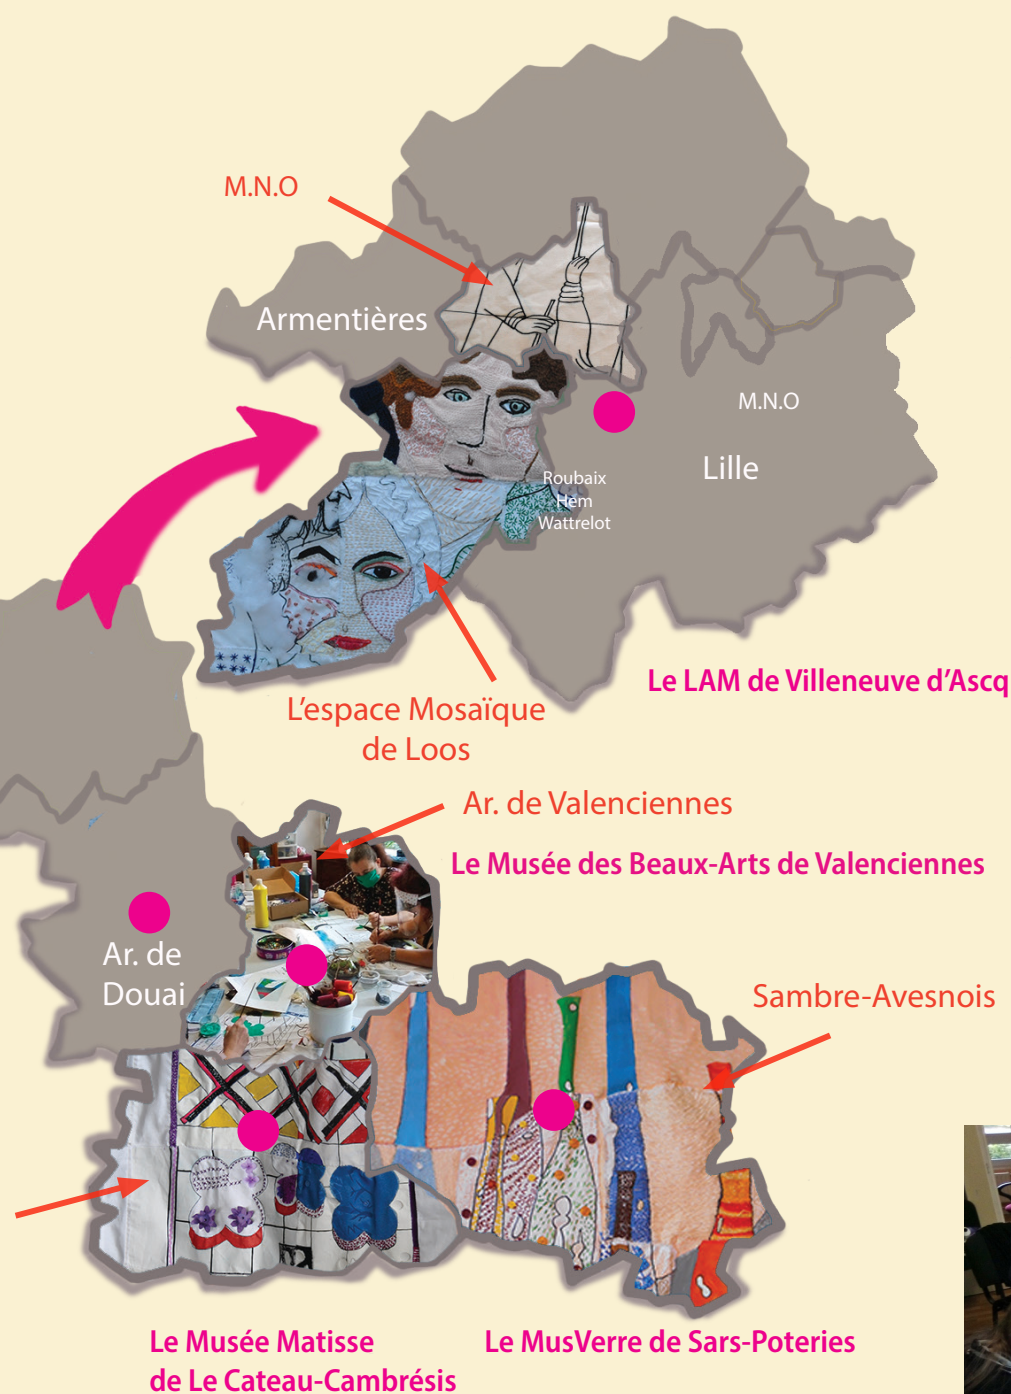 M.N.O
Armentières
M.N.O
Lille
Roubaix
Hem
Wattrelot
Le LAM de Villeneuve d’Ascq
L’espace Mosaïque
de Loos
Ar. de Valenciennes
Le Musée des Beaux-Arts de Valenciennes
Ar. de
Douai
Sambre-Avesnois
Le Musée Matisse
de Le Cateau-Cambrésis
Le MusVerre de Sars-Poteries